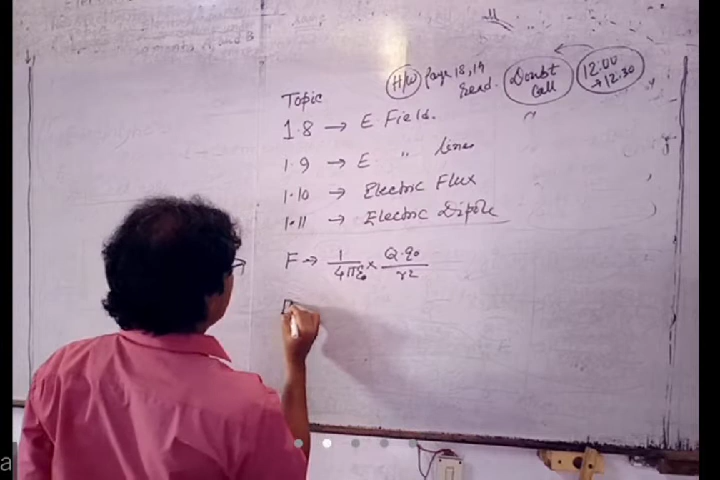 H/W Page 18, 19 Read. Doubt Call 12:00 → 12:30
Topic
1.8 → E Field.
1.9 → E " lines
1.10 → Electric Flux
1.11 → Electric Dipole
F → 1/4πε₀ × Q·q₀/r²